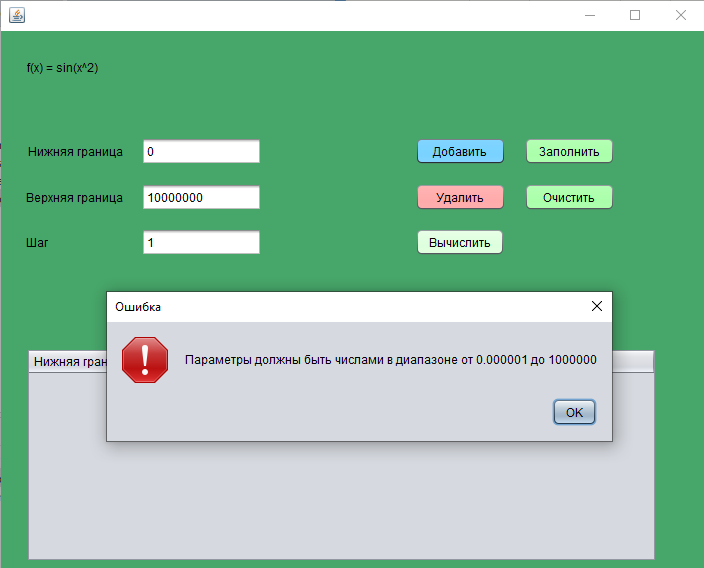 f(x) = sin(x^2)
Нижняя граница 0 Добавить Заполнить
Верхняя граница 10000000 Удалить Очистить
Шаг 1 Вычислить
Ошибка
Параметры должны быть числами в диапазоне от 0.000001 до 1000000
Нижняя
OK